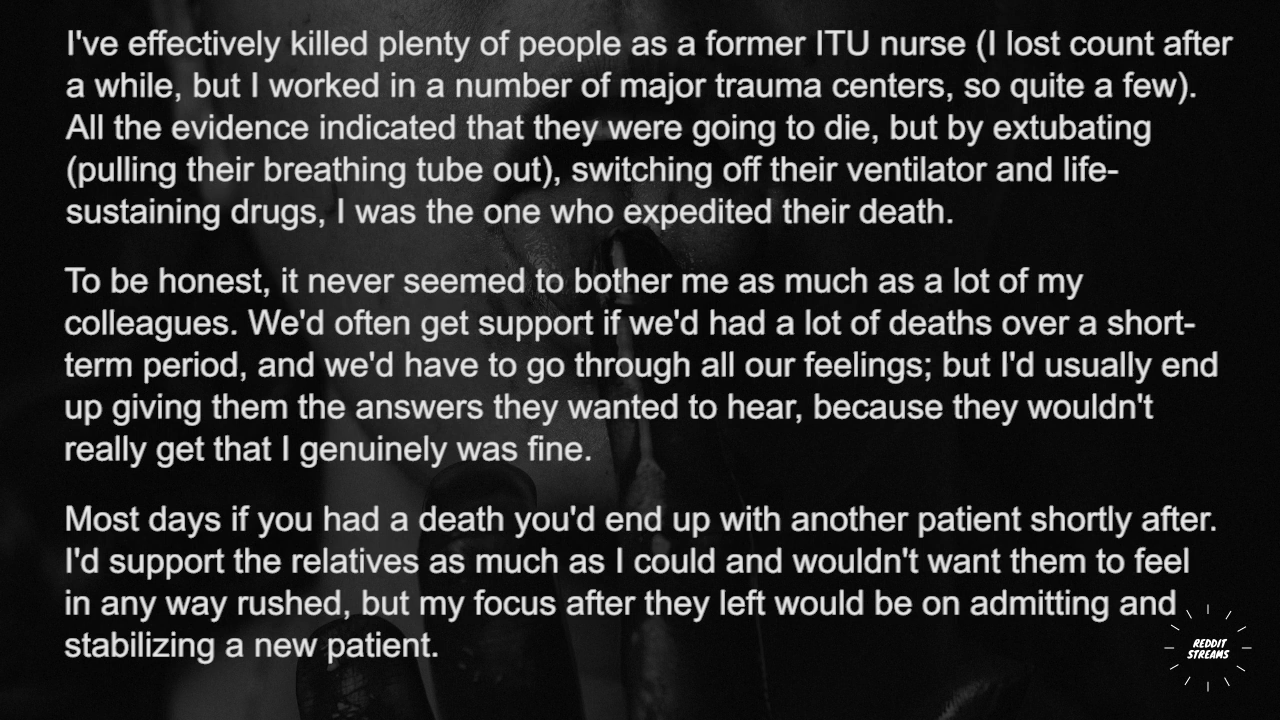 I've effectively killed plenty of people as a former ITU nurse (I lost count after
a while, but I worked in a number of major trauma centers, so quite a few).
All the evidence indicated that they were going to die, but by extubating
(pulling their breathing tube out), switching off their ventilator and life-
sustaining drugs, I was the one who expedited their death.
To be honest, it never seemed to bother me as much as a lot of my
colleagues. We'd often get support if we'd had a lot of deaths over a short-
term period, and we'd have to go through all our feelings; but I'd usually end
up giving them the answers they wanted to hear, because they wouldn't
really get that I genuinely was fine.
Most days if you had a death you'd end up with another patient shortly after.
I'd support the relatives as much as I could and wouldn't want them to feel
in any way rushed, but my focus after they left would be on admitting and
stabilizing a new patient.
REDDIT
STREAMS